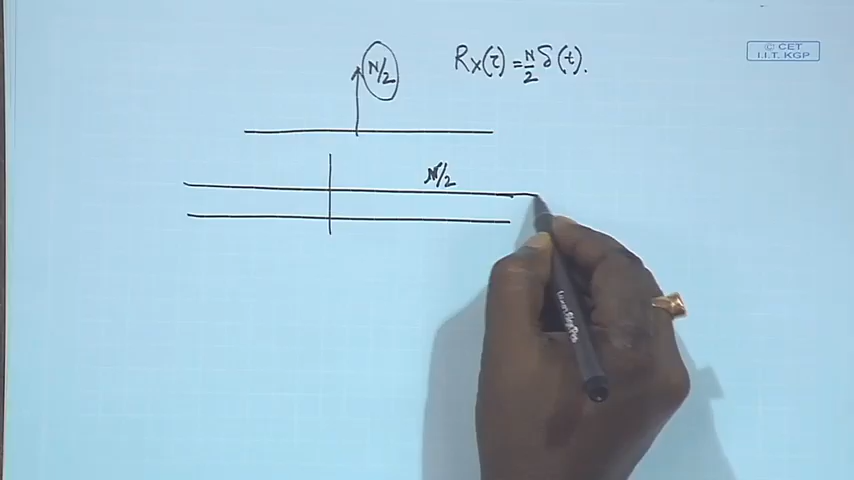 N/2 Rx(τ) = N/2 δ(t).
© CET
I.I.T. KGP
N/2